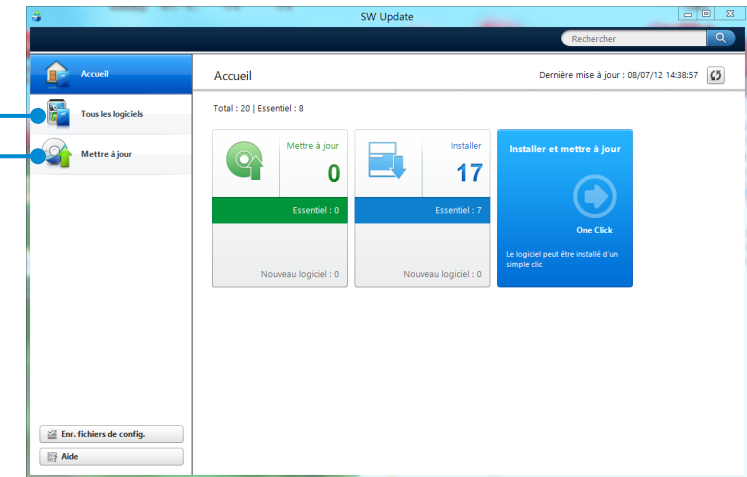 SW Update
Rechercher
Accueil
Tous les logiciels
Mettre à jour
Enr. fichiers de config.
Aide
Accueil
Dernière mise à jour : 08/07/12 14:38:57
Total : 20 | Essentiel : 8
Mettre à jour
0
Essentiel : 0
Nouveau logiciel : 0
Installer
17
Essentiel : 7
Nouveau logiciel : 0
Installer et mettre à jour
One Click
Le logiciel peut être installé d'un
simple clic